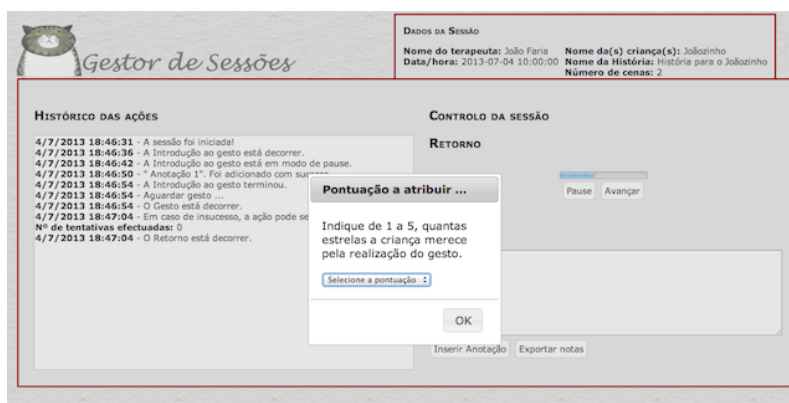 Gestor de Sessões
Dados da Sessão
Nome do terapeuta: João Faria
Data/hora: 2013-07-04 10:00:00
Nome da(s) criança(s): Joãozinho
Nome da História: História para o Joãozinho
Número de cenas: 2
Histórico das ações
4/7/2013 18:46:31 - A sessão foi iniciada!
4/7/2013 18:46:36 - A Introdução ao gesto está decorrer.
4/7/2013 18:46:42 - A Introdução ao gesto está em modo de pause.
4/7/2013 18:46:50 - " Anotação 1". Foi adicionado com
4/7/2013 18:46:54 - A Introdução ao gesto terminou.
4/7/2013 18:46:54 - Aguardar gesto ...
4/7/2013 18:46:54 - O Gesto está decorrer.
4/7/2013 18:47:04 - Em caso de insucesso, a ação pode
Nº de tentativas efectuadas: 0
4/7/2013 18:47:04 - O Retorno está decorrer.
Controlo da sessão
Retorno
Pause Avançar
Pontuação a atribuir ...
Indique de 1 a 5, quantas
estrelas a criança merece
pela realização do gesto.
Selecione a pontuação
OK
Inserir Anotação Exportar notas